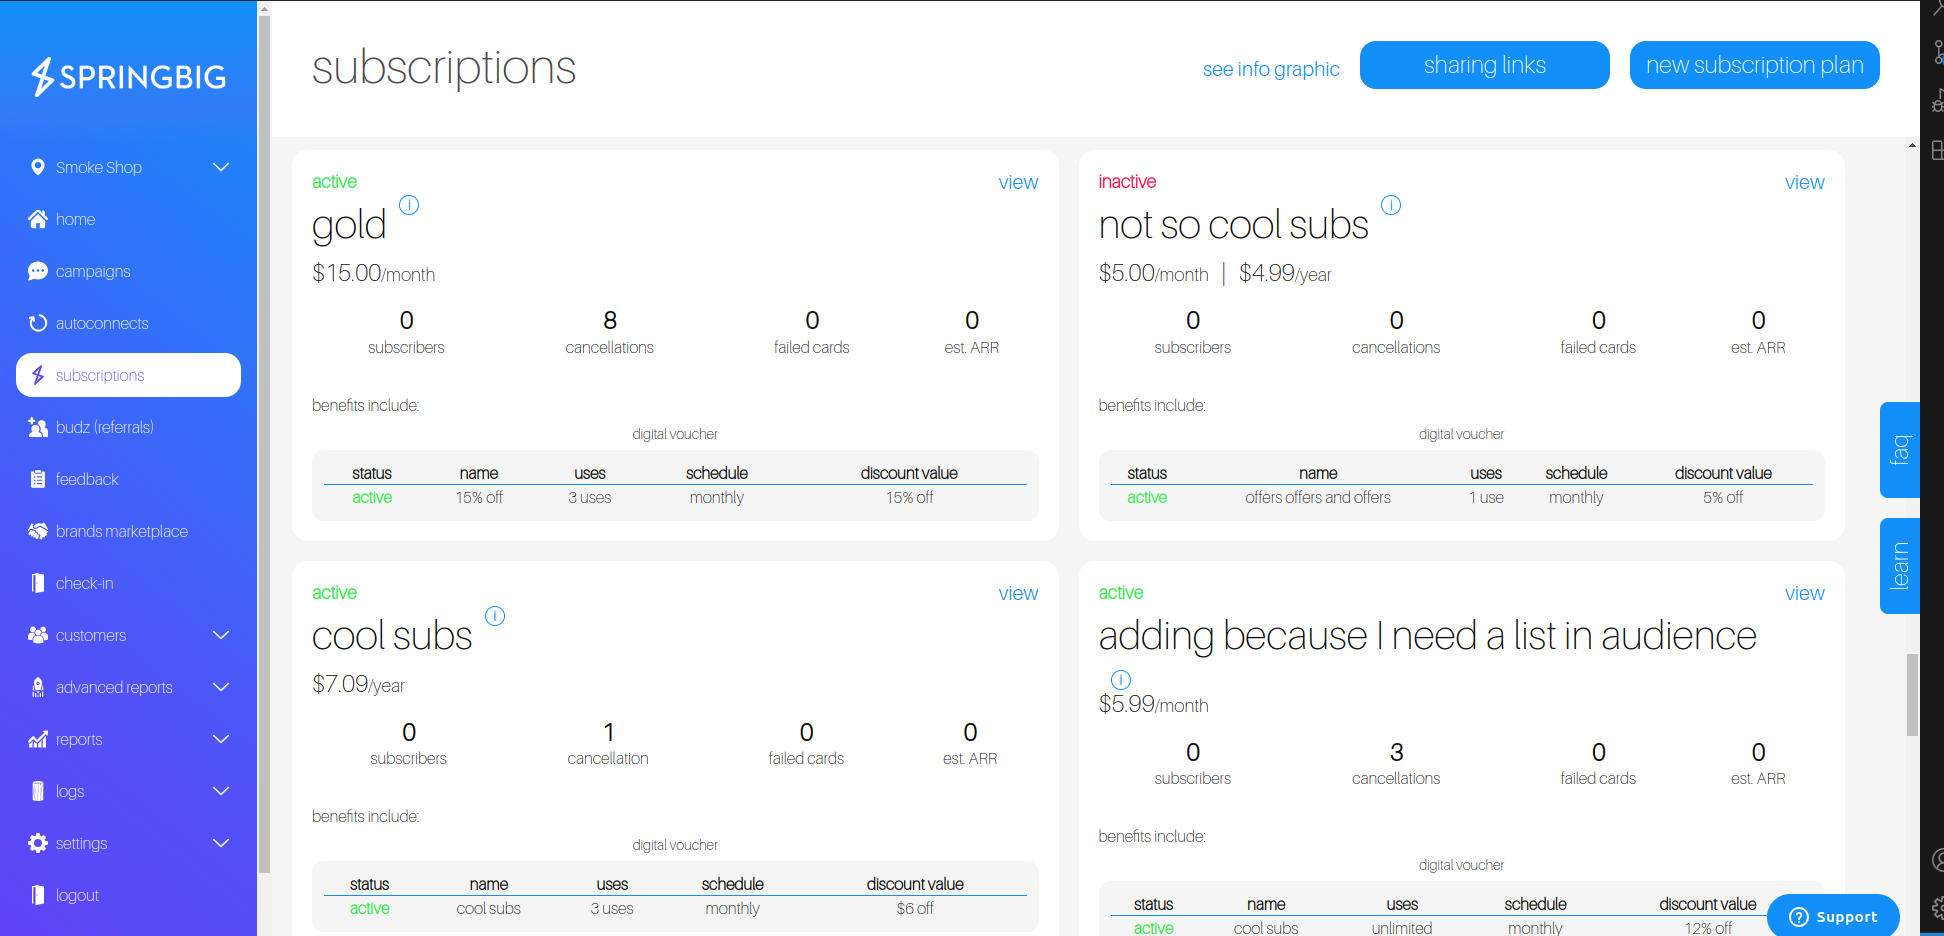 SPRINGBIG
Smoke Shop
home
campaigns
autoconnects
subscriptions
budz (referrals)
feedback
brands marketplace
check-in
customers
advanced reports
reports
logs
settings
logout
subscriptions
see info graphic
sharing links
new subscription plan
active
view
gold
$15.00/month
0 8 0 0
subscribers cancellations failed cards est. ARR
benefits include:
digital voucher
status name uses schedule discount value
active 15% off 3 uses monthly 15% off
inactive
view
not so cool subs
$5.00/month | $4.99/year
0 0 0 0
subscribers cancellations failed cards est. ARR
benefits include:
digital voucher
status name uses schedule discount value
active offers offers and offers 1 use monthly 5% off
active
view
cool subs
$7.09/year
0 1 0 0
subscribers cancellation failed cards est. ARR
benefits include:
digital voucher
status name uses schedule discount value
active cool subs 3 uses monthly $6 off
active
view
adding because I need a list in audience
$5.99/month
0 3 0 0
subscribers cancellations failed cards est. ARR
benefits include:
digital voucher
status name uses schedule discount value
active cool subs unlimited monthly 12% off
faq
learn
Support